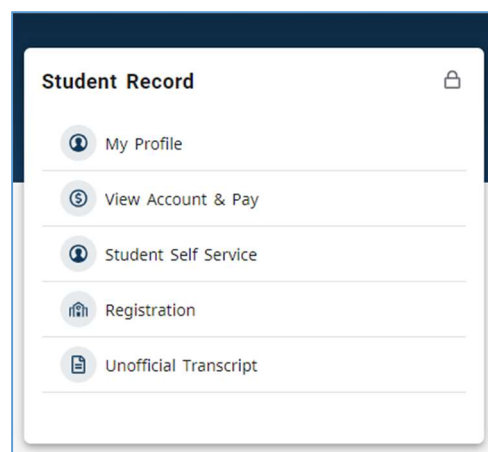 Student Record
My Profile
View Account & Pay
Student Self Service
Registration
Unofficial Transcript